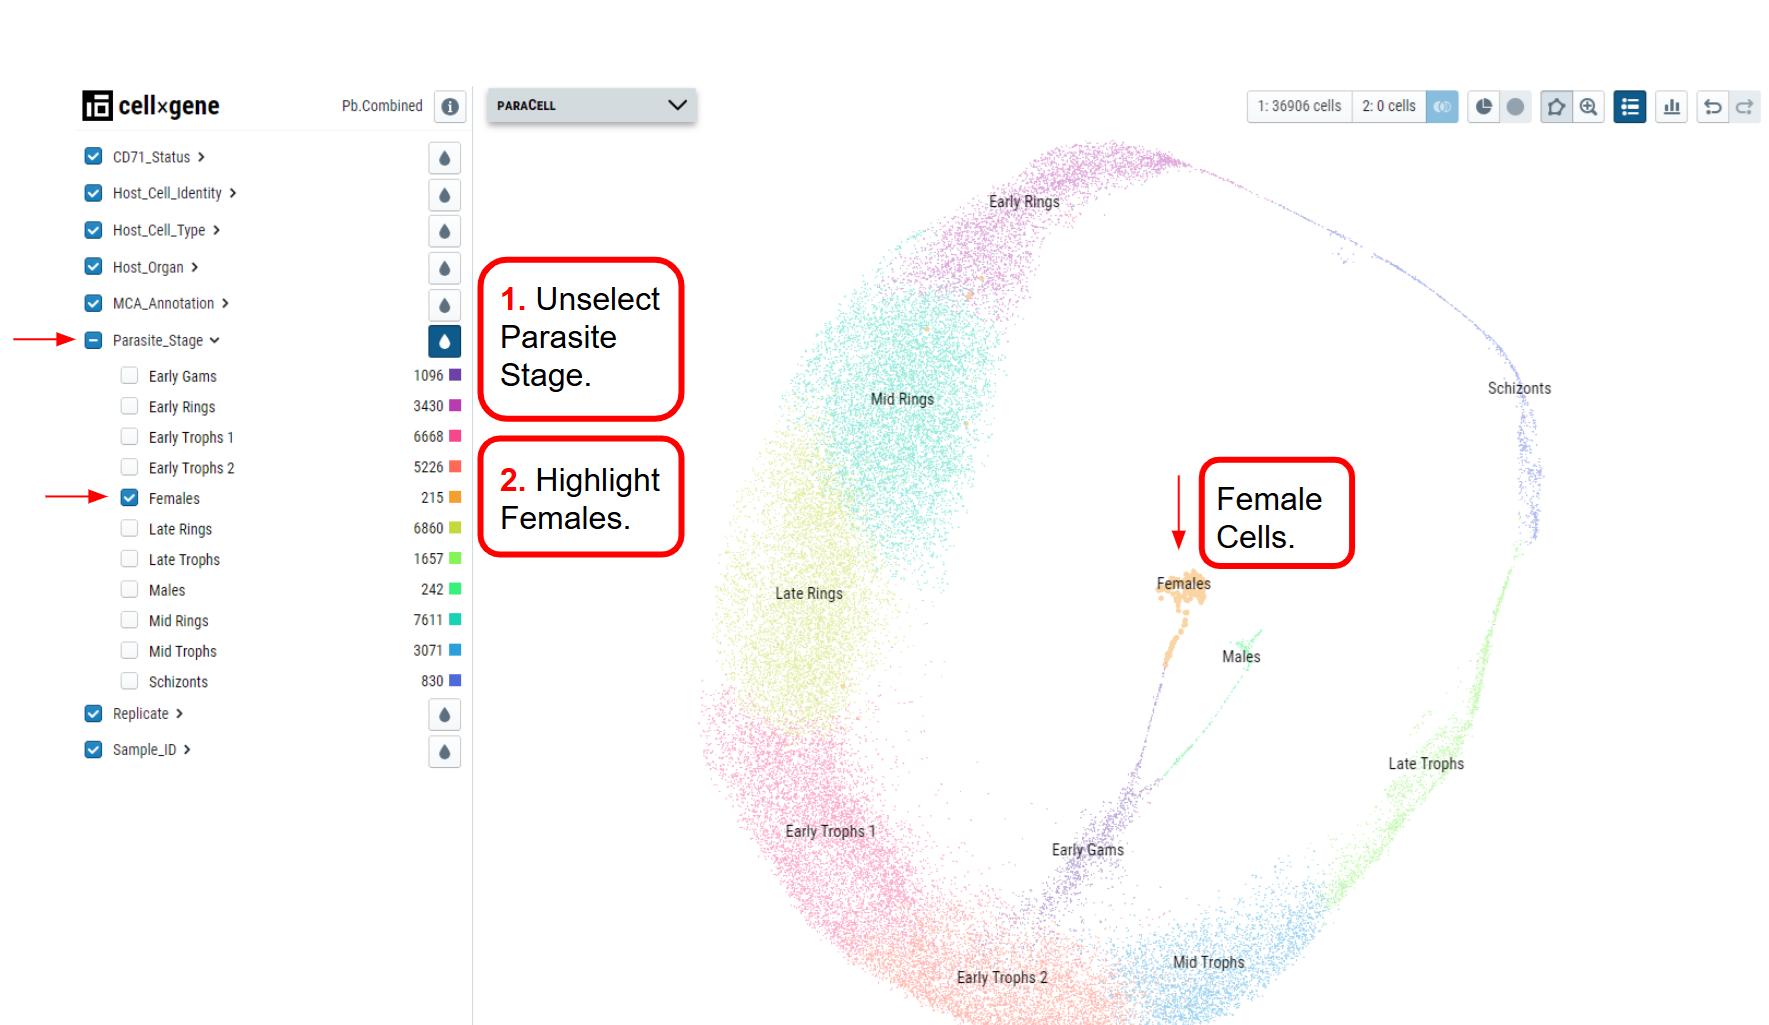 cell×gene
Pb.Combined
PARACELL
1: 36906 cells
2: 0 cells
CD71_Status
Host_Cell_Identity
Host_Cell_Type
Host_Organ
MCA_Annotation
Parasite_Stage
Early Gams 1096
Early Rings 3430
Early Trophs 1 6668
Early Trophs 2 5226
Females 215
Late Rings 6860
Late Trophs 1657
Males 242
Mid Rings 7611
Mid Trophs 3071
Schizonts 830
Replicate
Sample_ID
1. Unselect
Parasite
Stage.
2. Highlight
Females.
Female
Cells.
Early Rings
Mid Rings
Schizonts
Females
Late Rings
Males
Late Trophs
Early Trophs 1
Early Gams
Mid Trophs
Early Trophs 2